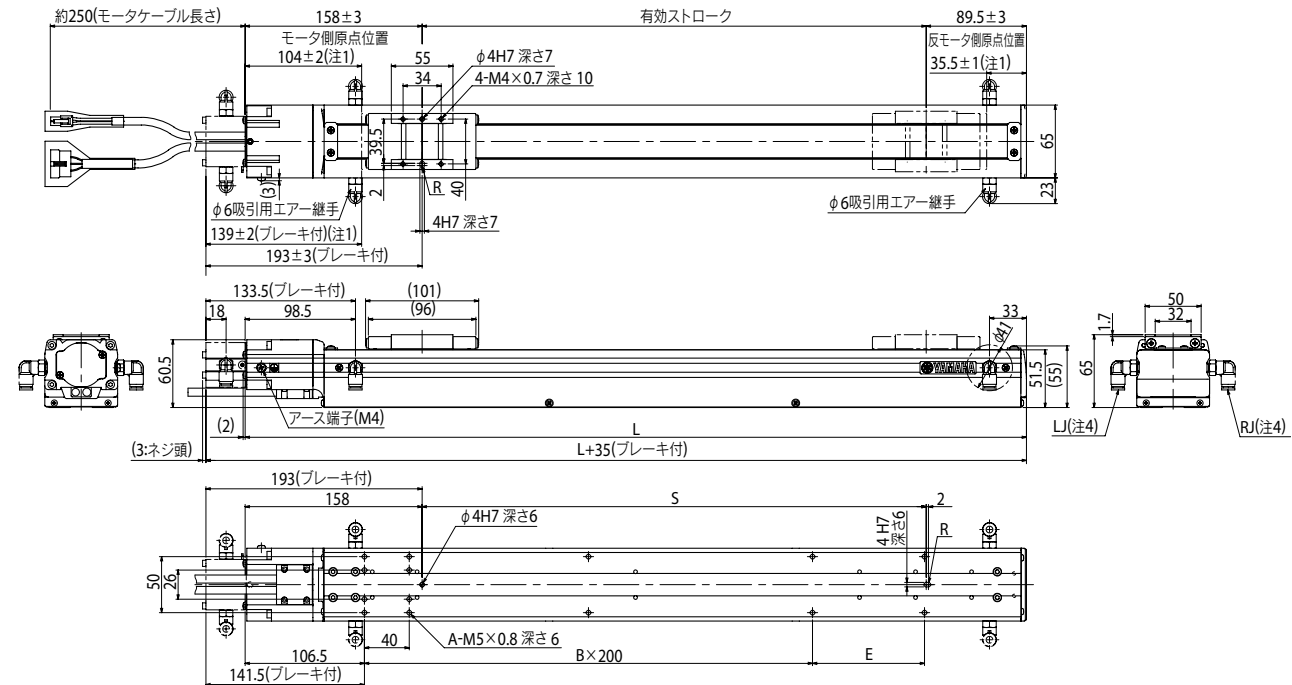 約250(モータケーブル長さ)
158±3
有効ストローク
89.5±3
モータ側原点位置
反モータ側原点位置
104±2(注1)
35.5±1(注1)
55
φ4H7 深さ7
34
4-M4×0.7 深さ10
39.5
65
(3)
2
R
40
23
φ6吸引用エアー継手
φ6吸引用エアー継手
4H7 深さ7
139±2(ブレーキ付)(注1)
193±3(ブレーキ付)
133.5(ブレーキ付)
(101)
18
98.5
(96)
33
50
32
1.7
φ41
60.5
YAMAHA
51.5
(55)
65
アース端子(M4)
LJ(注4)
RJ(注4)
(2)
L
(3:ネジ頭)
L+35(ブレーキ付)
193(ブレーキ付)
158
S
2
φ4H7 深さ6
4 H7
深さ6
R
50
26
40
A-M5×0.8 深さ6
106.5
B×200
E
141.5(ブレーキ付)